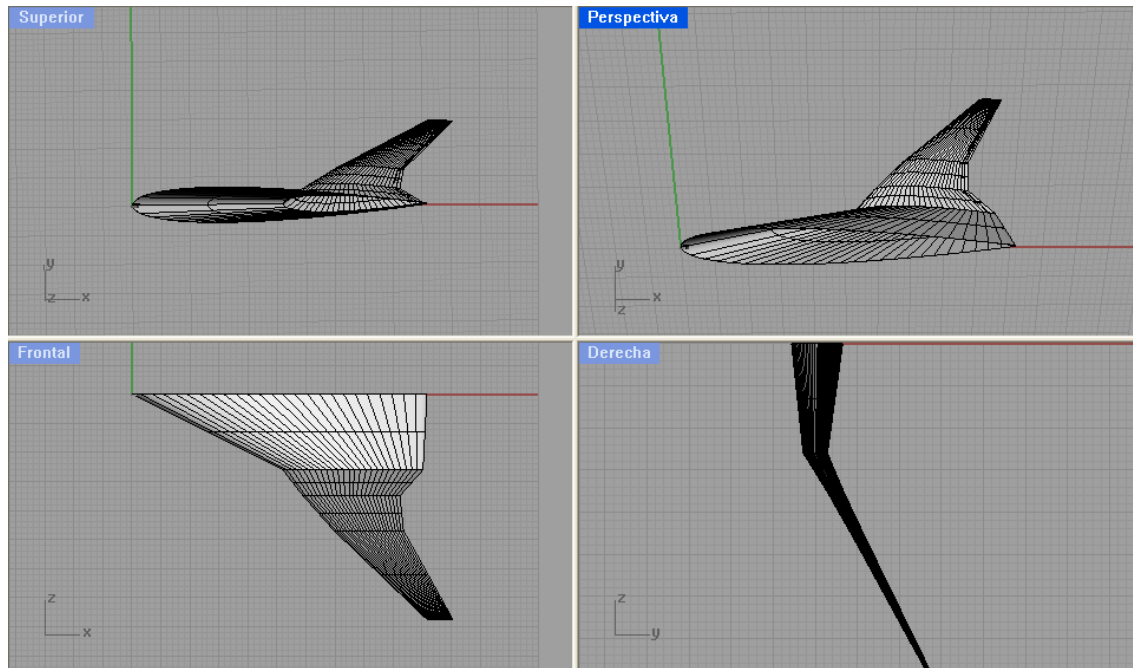 Superior
Perspectiva
y
z x
y
x
z
Frontal
Derecha
z
x
z
y